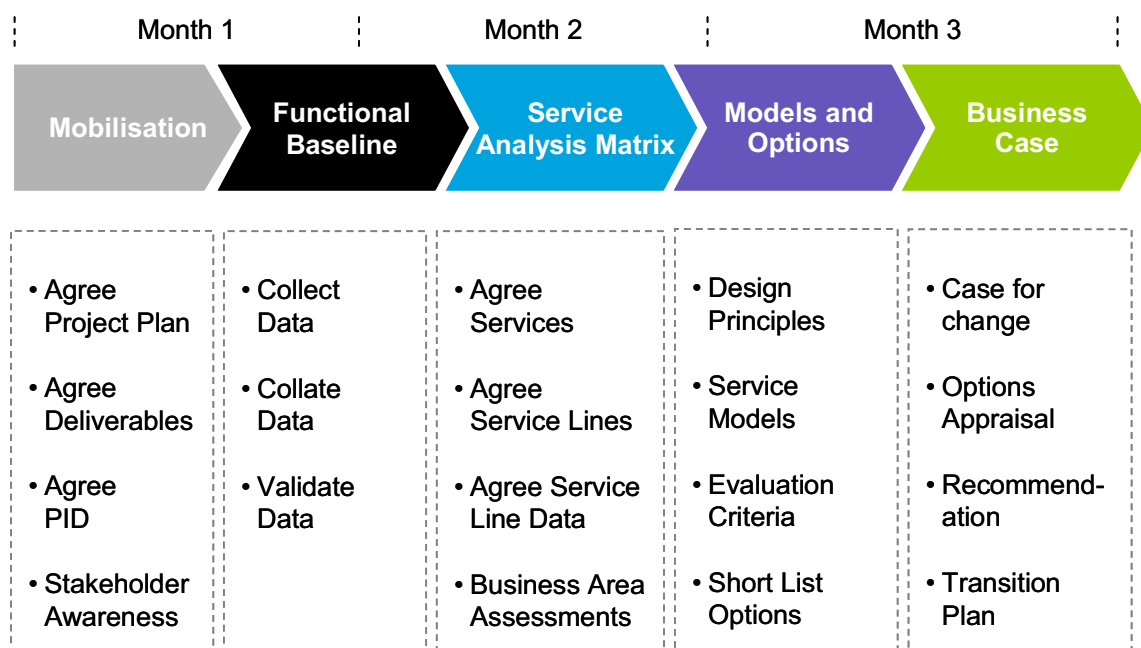 Month 1
Month 2
Month 3
Mobilisation
Functional
Baseline
Service
Analysis Matrix
Models and
Options
Business
Case
• Agree
Project Plan
• Agree
Deliverables
• Agree
PID
• Stakeholder
Awareness
• Collect
Data
• Collate
Data
• Validate
Data
• Agree
Services
• Agree
Service Lines
• Agree Service
Line Data
• Business Area
Assessments
• Design
Principles
• Service
Models
• Evaluation
Criteria
• Short List
Options
• Case for
change
• Options
Appraisal
• Recommend-
ation
• Transition
Plan